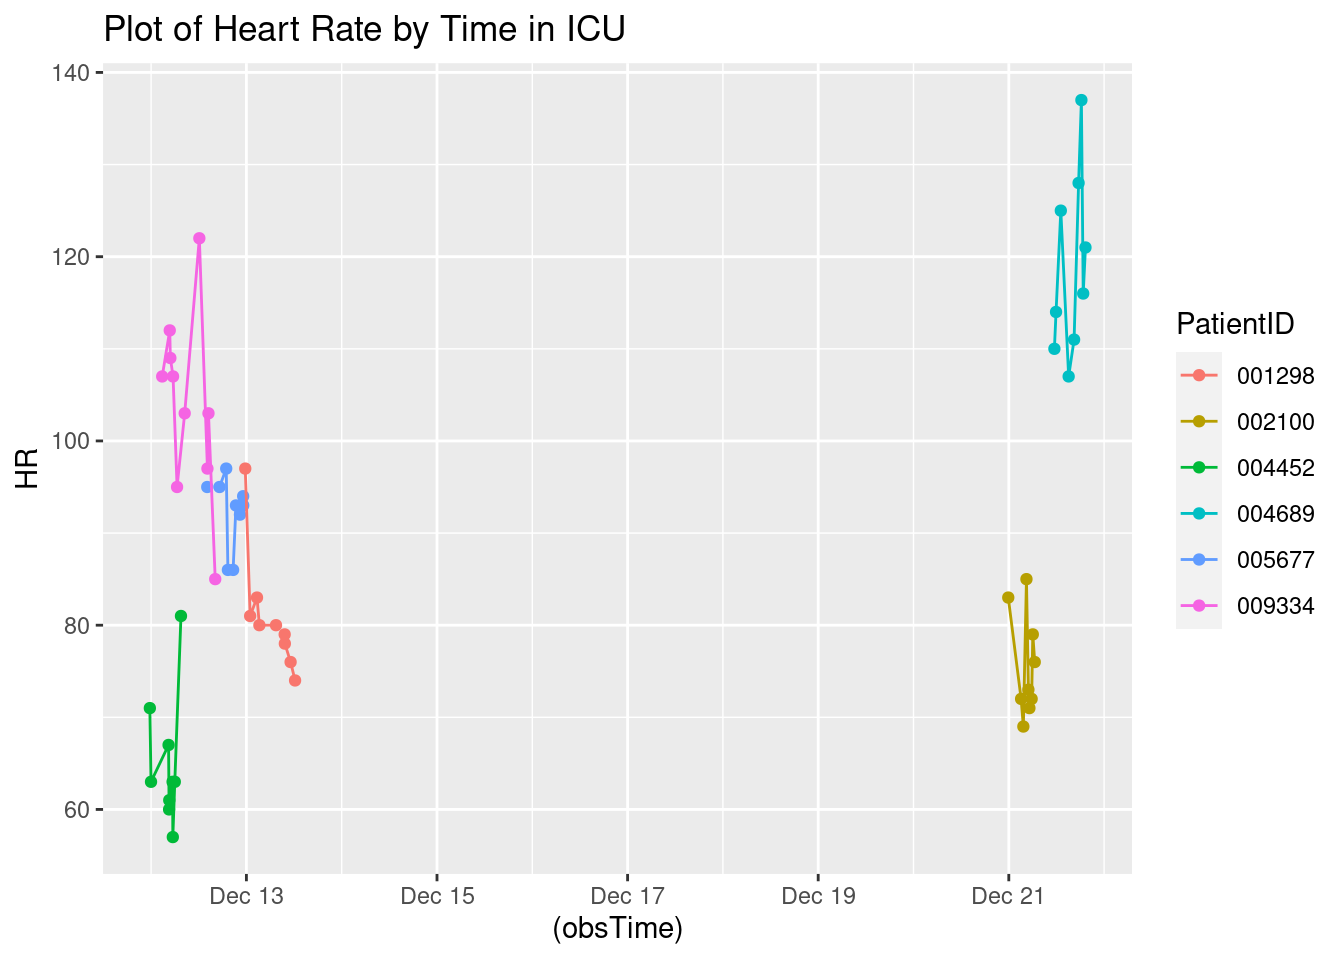 Plot of Heart Rate by Time in ICU
140
120
100
80
60
HR
Dec 13 Dec 15 Dec 17 Dec 19 Dec 21
(obsTime)
PatientID
001298
002100
004452
004689
005677
009334